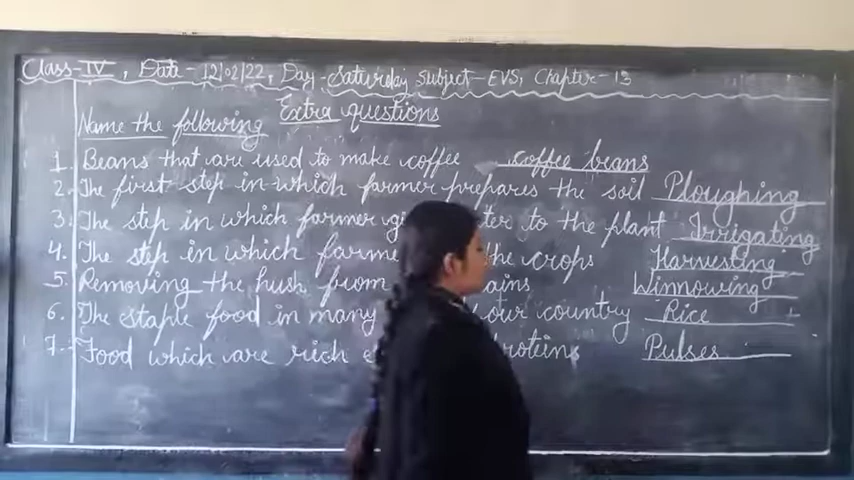 Class-IV, Date-12/02/22, Day-Saturday Subject-EVS, Chapter-13
Extra questions
Name the following
1. Beans that are used to make coffee coffee beans
2. The first step in which farmer prepares the soil Ploughing
3. The step in which farmer to the plant Irrigating
4. The step in which the crops Harvesting
5. Removing the husk from Winnowing
6. The staple food in many our country Rice
7. Food which are rich proteins Pulses